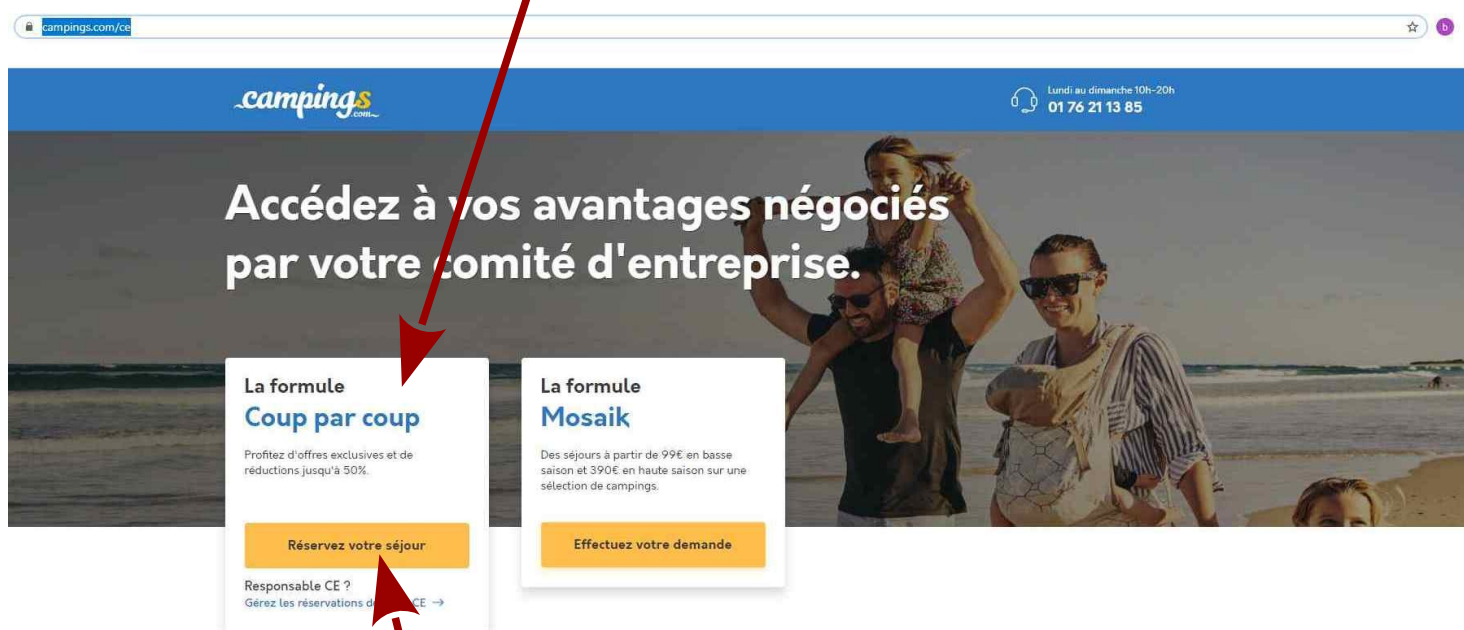 campings.com/ce
b
campings
.com
Lundi au dimanche 10h-20h
01 76 21 13 85
Accédez à vos avantages négociés
par votre comité d'entreprise.
La formule
Coup par coup
Profitez d'offres exclusives et de
réductions jusqu'à 50%.
Réservez votre séjour
Responsable CE ?
Gérez les réservations CE →
La formule
Mosaik
Des séjours à partir de 99€ en basse
saison et 390€ en haute saison sur une
sélection de campings.
Effectuez votre demande